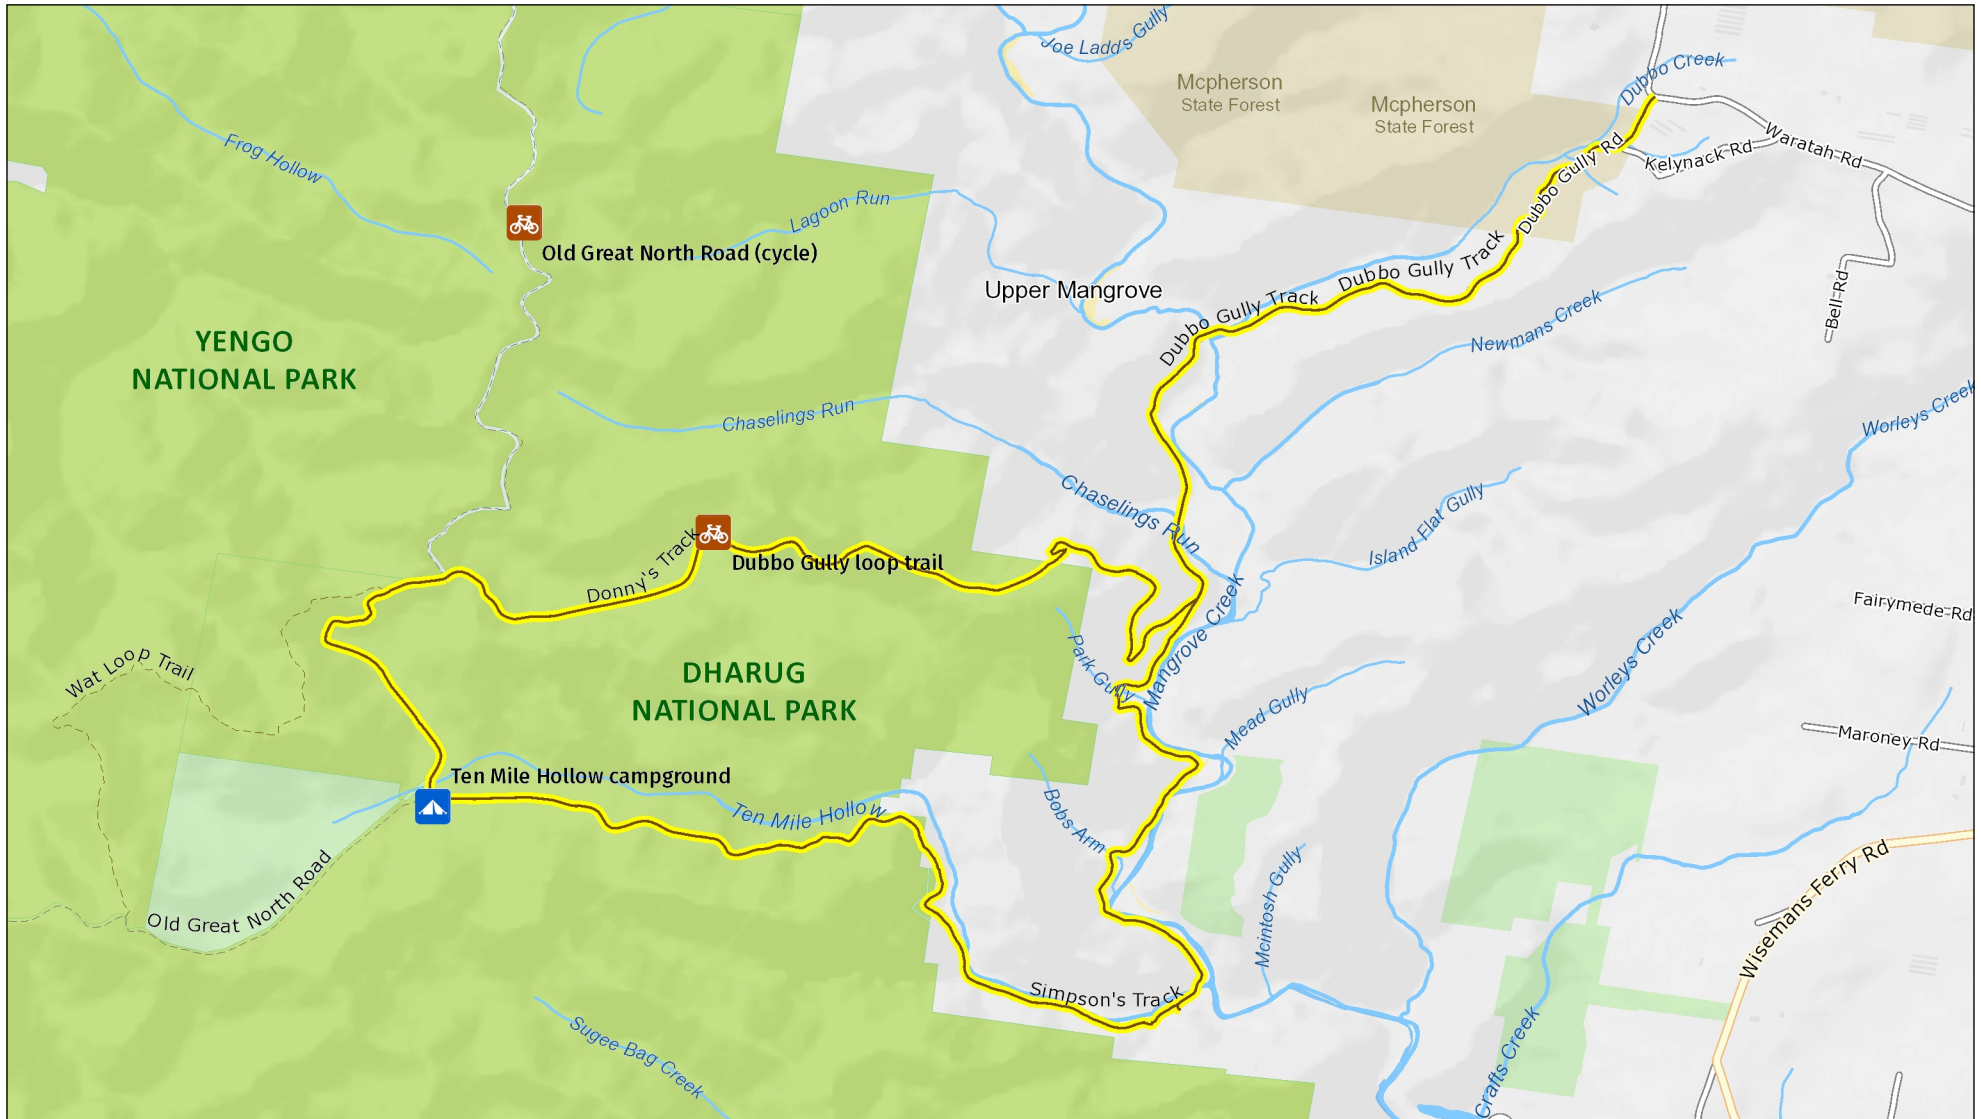 Joe Ladd's Gully
Dubbo Creek
Mcpherson
State Forest
Mcpherson
State Forest
Waratah Rd
Kelynack Rd
Dubbo Gully Rd
Dubbo Gully Rd
Frog Hollow
Lagoon Run
Old Great North Road (cycle)
Dubbo Gully Track
Dubbo Gully Track
Dubbo Gully Track
Upper Mangrove
Bell Rd
Newmans Creek
YENGO
NATIONAL PARK
Worleys Creek
Chaselings Run
Chaselings Run
Island Flat Gully
Donny's Track
Dubbo Gully loop trail
Fairymede Rd
Mangrove Creek
Park Gully
Worleys Creek
Wat Loop Trail
DHARUG
NATIONAL PARK
Mead Gully
Maroney Rd
Ten Mile Hollow campground
Ten Mile Hollow
Bobs Arm
Mcintosh Gully
Wisemans Ferry Rd
Old Great North Road
Simpson's Track
Sugee Bag Creek
Crafts Creek